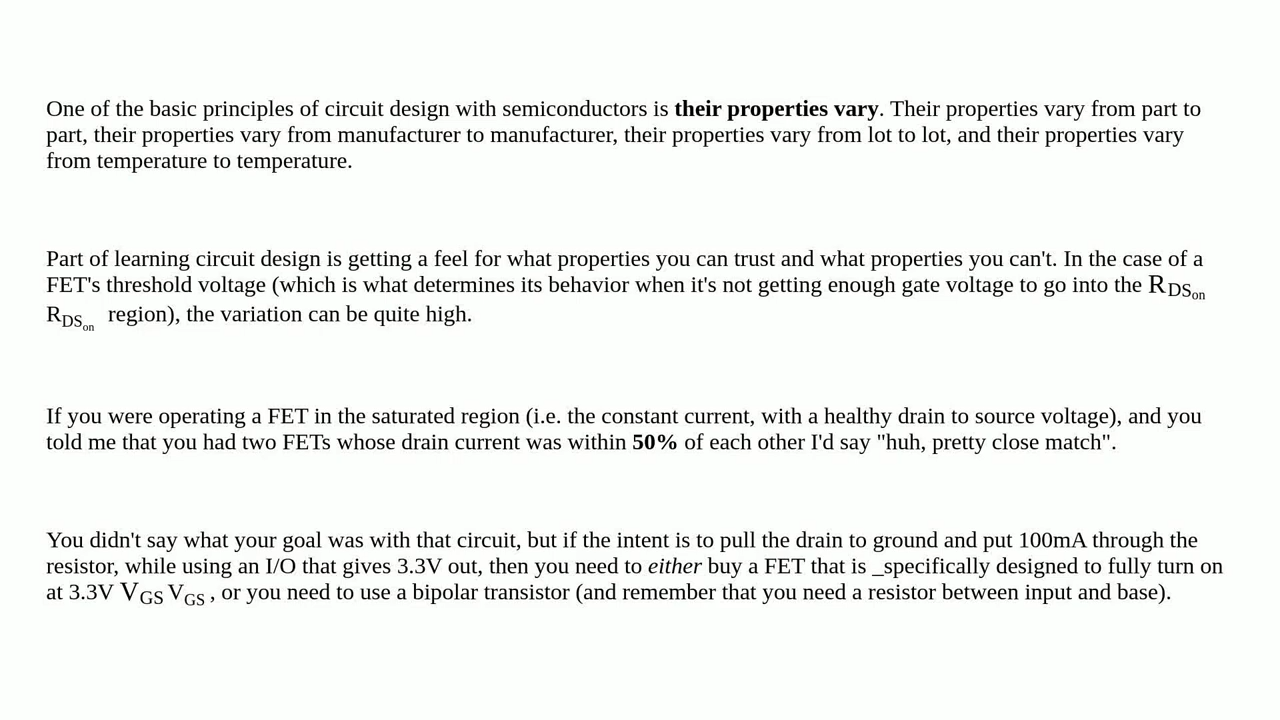 One of the basic principles of circuit design with semiconductors is their properties vary. Their properties vary from part to
part, their properties vary from manufacturer to manufacturer, their properties vary from lot to lot, and their properties vary
from temperature to temperature.
Part of learning circuit design is getting a feel for what properties you can trust and what properties you can't. In the case of a
FET's threshold voltage (which is what determines its behavior when it's not getting enough gate voltage to go into the RDSon
RDSon region), the variation can be quite high.
If you were operating a FET in the saturated region (i.e. the constant current, with a healthy drain to source voltage), and you
told me that you had two FETs whose drain current was within 50% of each other I'd say "huh, pretty close match".
You didn't say what your goal was with that circuit, but if the intent is to pull the drain to ground and put 100mA through the
resistor, while using an I/O that gives 3.3V out, then you need to either buy a FET that is _specifically designed to fully turn on
at 3.3V VGS VGS , or you need to use a bipolar transistor (and remember that you need a resistor between input and base).